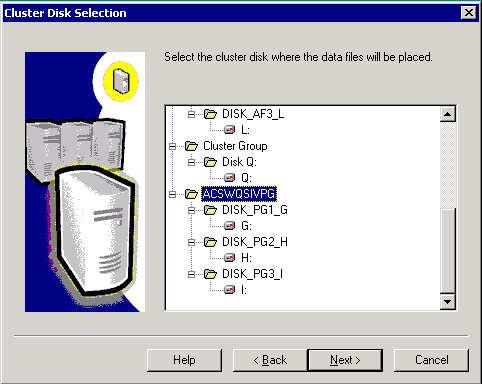 Cluster Disk Selection
Select the cluster disk where the data files will be placed.
DISK_AF3_L
L:
Cluster Group
Disk Q:
Q:
ACSWQSIVPG
DISK_PG1_G
G:
DISK_PG2_H
H:
DISK_PG3_I
I:
Help
< Back
Next >
Cancel